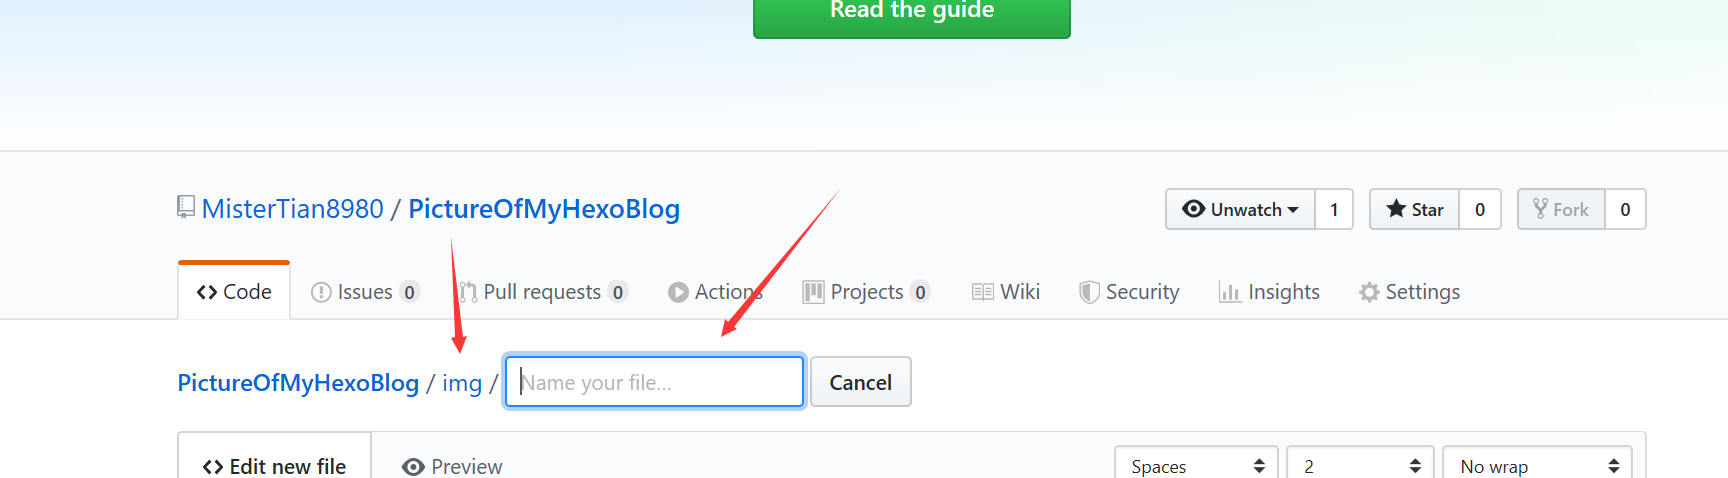 Read the guide
MisterTian8980 / PictureOfMyHexoBlog
Unwatch 1 Star 0 Fork 0
Code Issues 0 Pull requests 0 Actions Projects 0 Wiki Security Insights Settings
PictureOfMyHexoBlog / img / Name your file... Cancel
Edit new file Preview Spaces 2 No wrap